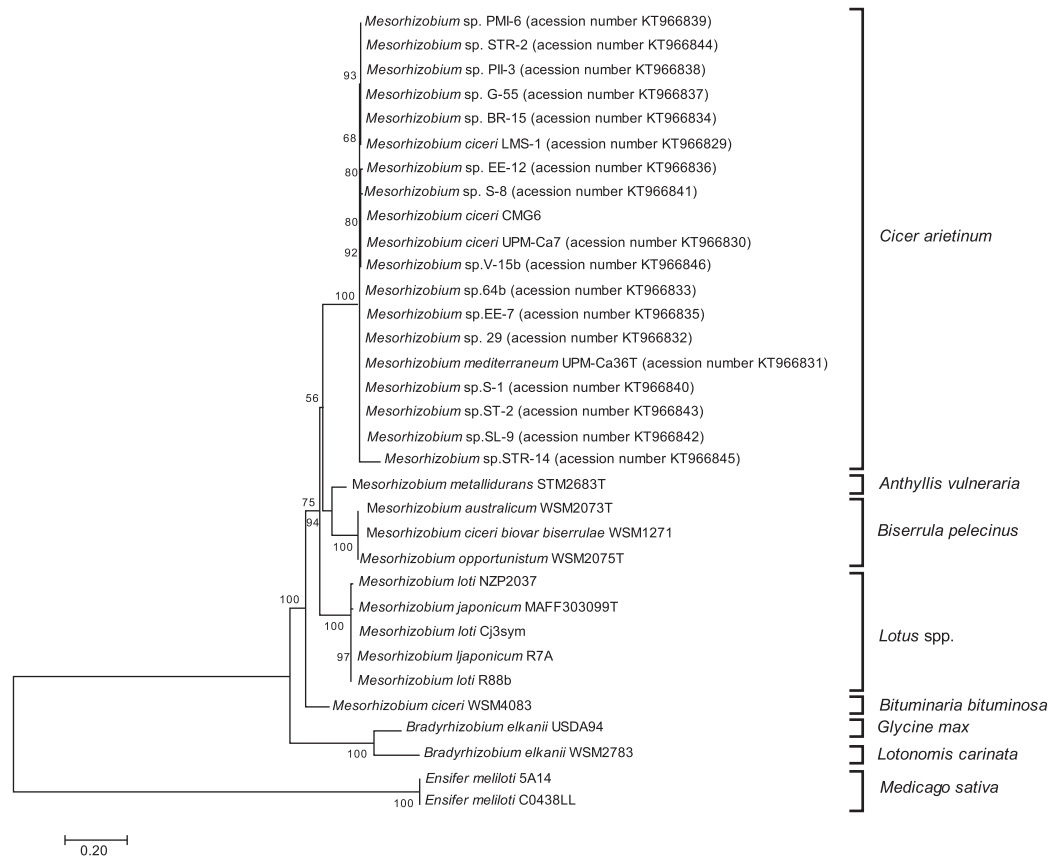 Mesorhizobium sp. PMI-6 (acession number KT966839)
Mesorhizobium sp. STR-2 (acession number KT966844)
93
Mesorhizobium sp. PII-3 (acession number KT966838)
Mesorhizobium sp. G-55 (acession number KT966837)
Mesorhizobium sp. BR-15 (acession number KT966834)
68
Mesorhizobium ciceri LMS-1 (acession number KT966829)
Mesorhizobium sp. EE-12 (acession number KT966836)
80
Mesorhizobium sp. S-8 (acession number KT966841)
Mesorhizobium ciceri CMG6
80
Cicer arietinum
Mesorhizobium ciceri UPM-Ca7 (acession number KT966830)
92
Mesorhizobium sp.V-15b (acession number KT966846)
Mesorhizobium sp.64b (acession number KT966833)
100
Mesorhizobium sp.EE-7 (acession number KT966835)
Mesorhizobium sp. 29 (acession number KT966832)
Mesorhizobium mediterraneum UPM-Ca36T (acession number KT966831)
Mesorhizobium sp.S-1 (acession number KT966840)
56
Mesorhizobium sp.ST-2 (acession number KT966843)
Mesorhizobium sp.SL-9 (acession number KT966842)
Mesorhizobium sp.STR-14 (acession number KT966845)
Mesorhizobium metallidurans STM2683T
Anthyllis vulneraria
75
Mesorhizobium australicum WSM2073T
94
Mesorhizobium ciceri biovar biserrulae WSM1271
Biserrula pelecinus
100
Mesorhizobium opportunistum WSM2075T
Mesorhizobium loti NZP2037
100
Mesorhizobium japonicum MAFF303099T
100
Mesorhizobium loti Cj3sym
Lotus spp.
97
Mesorhizobium ljaponicum R7A
Mesorhizobium loti R88b
Mesorhizobium ciceri WSM4083
Bituminaria bituminosa
Bradyrhizobium elkanii USDA94
Glycine max
100
Bradyrhizobium elkanii WSM2783
Lotonomis carinata
Ensifer meliloti 5A14
Medicago sativa
100
Ensifer meliloti C0438LL
0.20